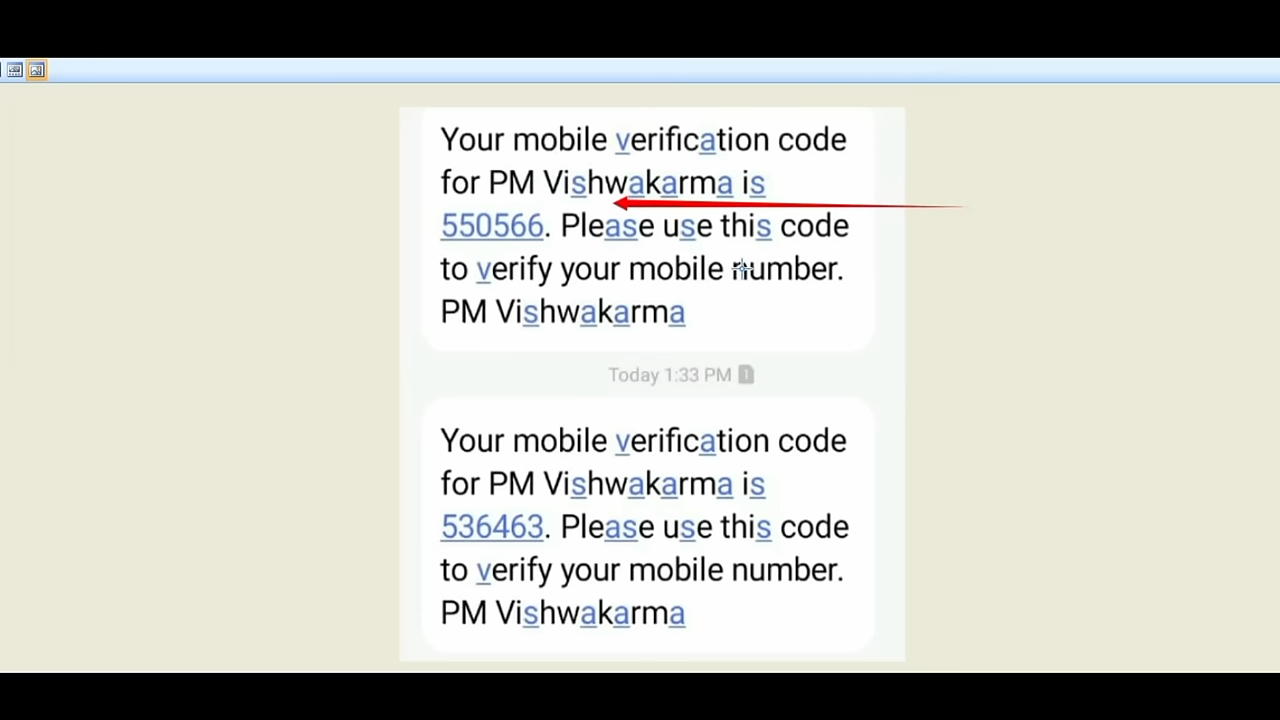 Your mobile verification code
for PM Vishwakarma is
550566. Please use this code
to verify your mobile number.
PM Vishwakarma
Today 1:33 PM 1
Your mobile verification code
for PM Vishwakarma is
536463. Please use this code
to verify your mobile number.
PM Vishwakarma